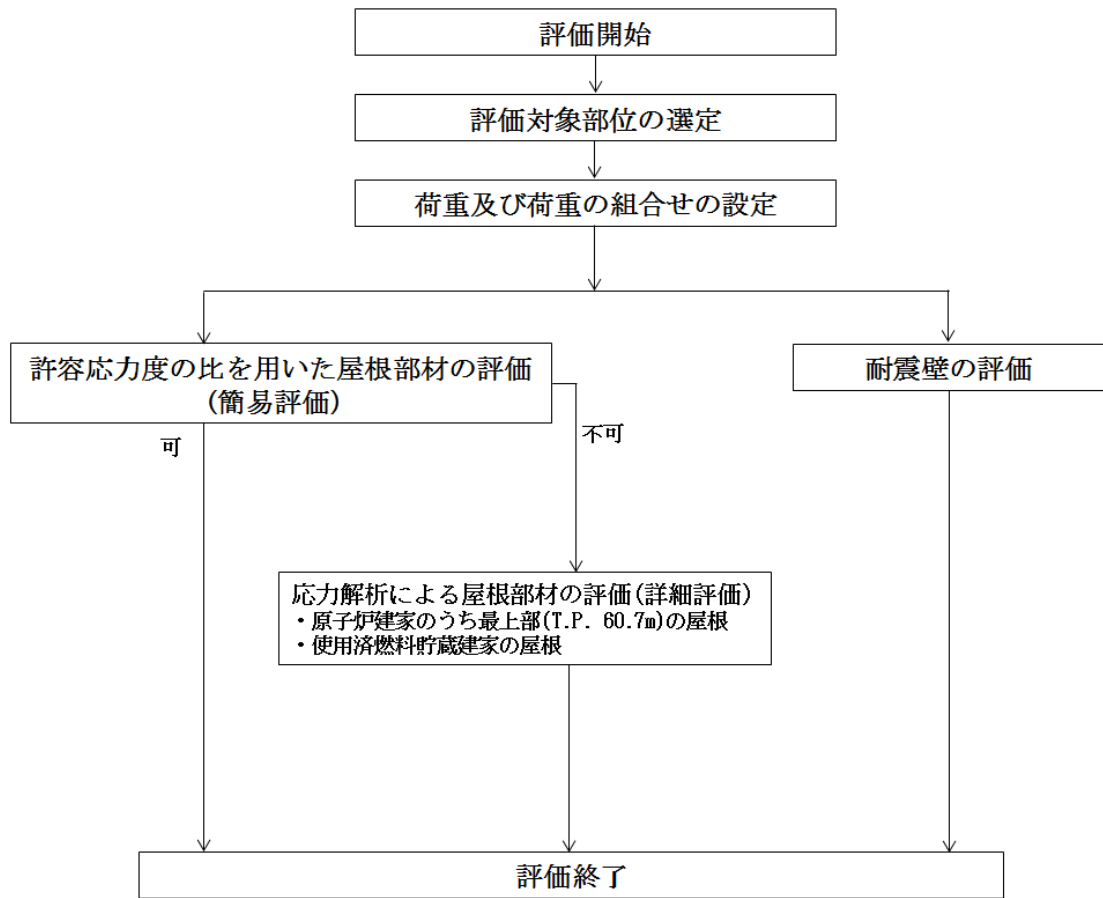 評価開始
評価対象部位の選定
荷重及び荷重の組合せの設定
許容応力度の比を用いた屋根部材の評価
(簡易評価)
耐震壁の評価
可
不可
応力解析による屋根部材の評価(詳細評価)
・原子炉建家のうち最上部(T.P. 60.7m)の屋根
・使用済燃料貯蔵建家の屋根
評価終了